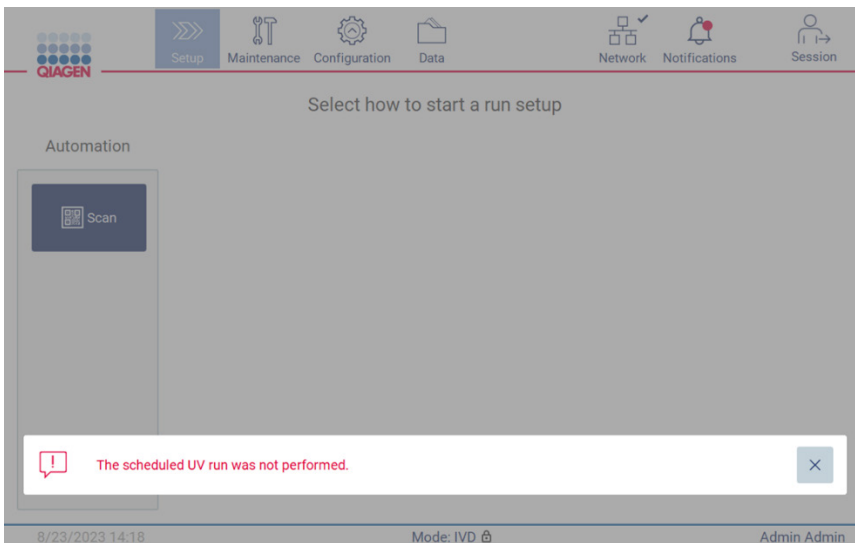 QIAGEN
Setup
Maintenance
Configuration
Data
Network
Notifications
Session
Select how to start a run setup
Automation
Scan
The scheduled UV run was not performed.
8/23/2023 14:18
Mode: IVD
Admin Admin